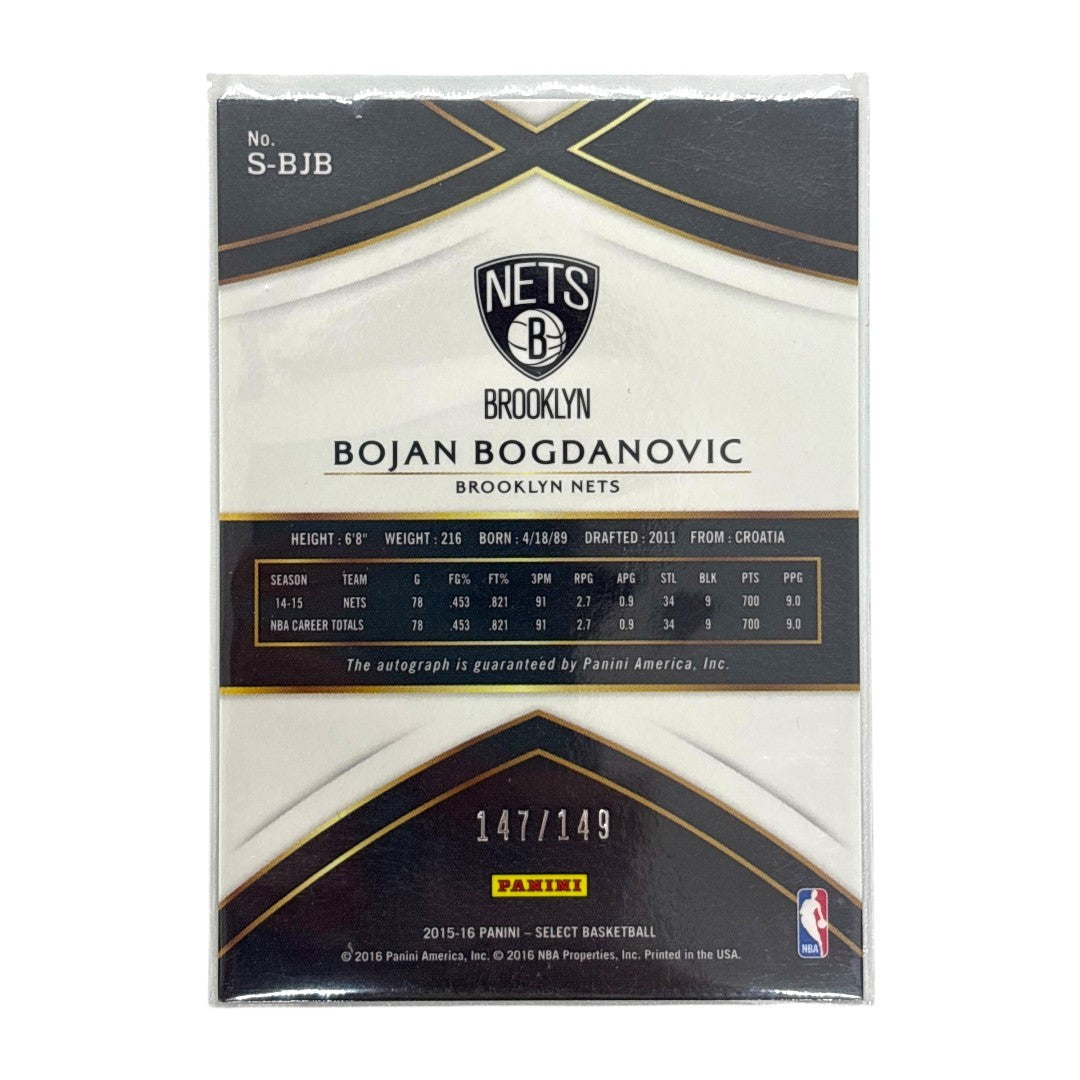 No.
S-BJB
NETS
B
BROOKLYN
BOJAN BOGDANOVIC
BROOKLYN NETS
HEIGHT : 6'8" WEIGHT : 216 BORN : 4/18/89 DRAFTED : 2011 FROM : CROATIA
SEASON TEAM G FG% FT% 3PM RPG APG STL BLK PTS PPG
14-15 NETS 78 .453 .821 91 2.7 0.9 34 9 700 9.0
NBA CAREER TOTALS 78 .453 .821 91 2.7 0.9 34 9 700 9.0
The autograph is guaranteed by Panini America, Inc.
147/149
PANINI
2015-16 PANINI – SELECT BASKETBALL
© 2016 Panini America, Inc. © 2016 NBA Properties, Inc. Printed in the USA.
NBA